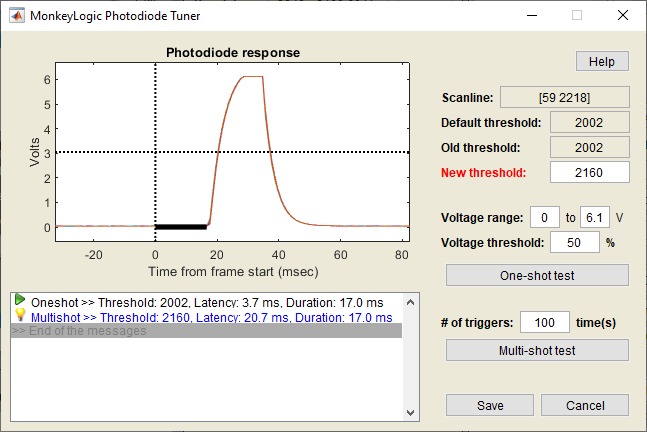 MonkeyLogic Photodiode Tuner
Photodiode response
Volts
6
5
4
3
2
1
0
-20 0 20 40 60 80
Time from frame start (msec)
Help
Scanline: [59 2218]
Default threshold: 2002
Old threshold: 2002
New threshold: 2160
Voltage range: 0 to 6.1 V
Voltage threshold: 50 %
One-shot test
# of triggers: 100 time(s)
Multi-shot test
Save Cancel
Oneshot >> Threshold: 2002, Latency: 3.7 ms, Duration: 17.0 ms
Multishot >> Threshold: 2160, Latency: 20.7 ms, Duration: 17.0 ms
>> End of the messages